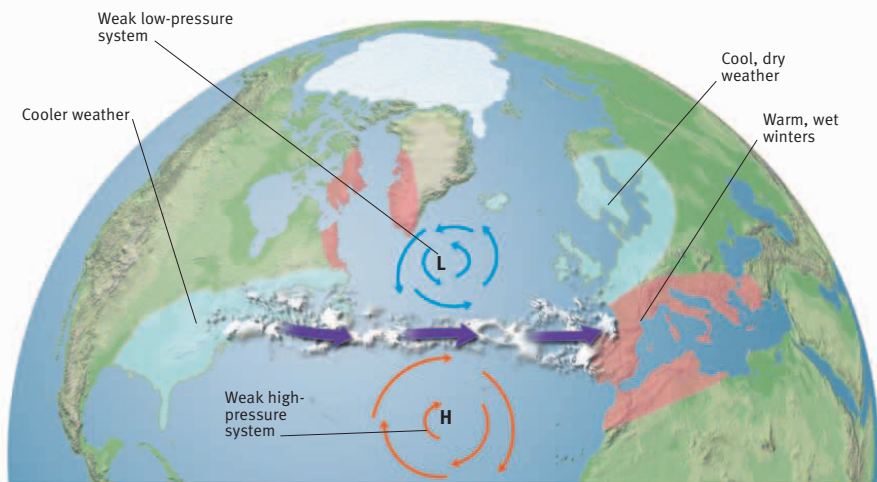 Weak low-pressure
system
Cooler weather
Cool, dry
weather
Warm, wet
winters
L
Weak high-
pressure
system
H